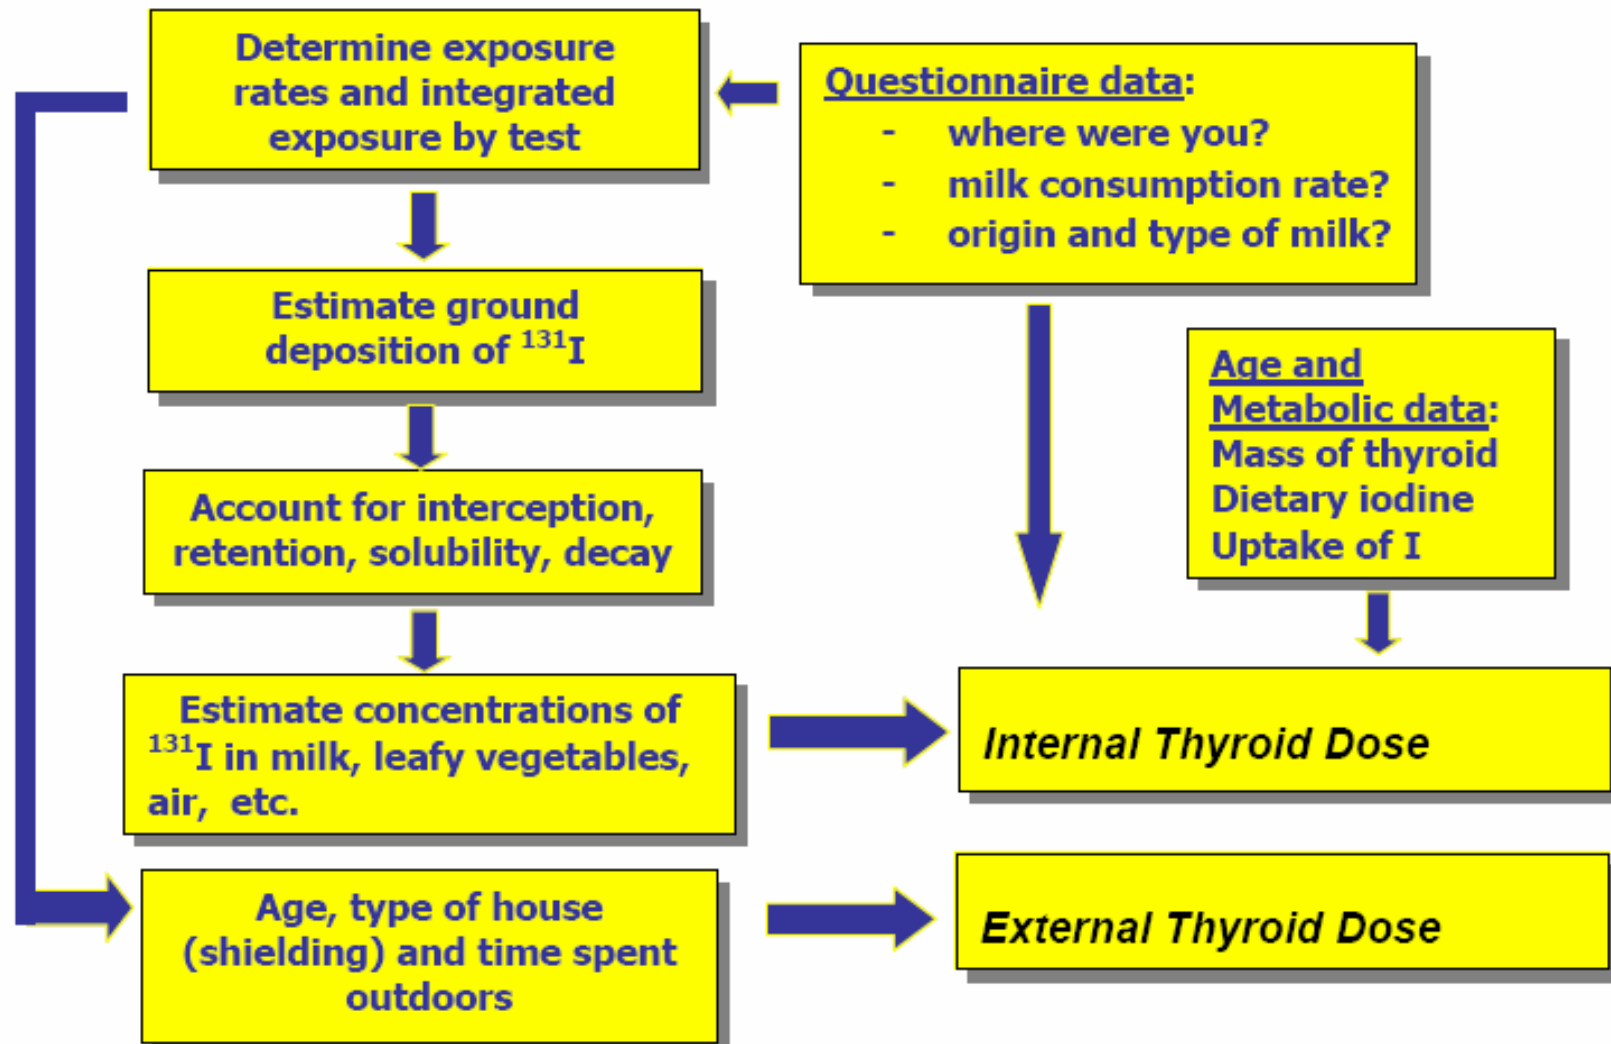 Determine exposure
rates and integrated
exposure by test
Questionnaire data:
- where were you?
- milk consumption rate?
- origin and type of milk?
Estimate ground
deposition of ¹³¹I
Age and
Metabolic data:
Mass of thyroid
Dietary iodine
Uptake of I
Account for interception,
retention, solubility, decay
Estimate concentrations of
¹³¹I in milk, leafy vegetables,
air, etc.
Internal Thyroid Dose
Age, type of house
(shielding) and time spent
outdoors
External Thyroid Dose